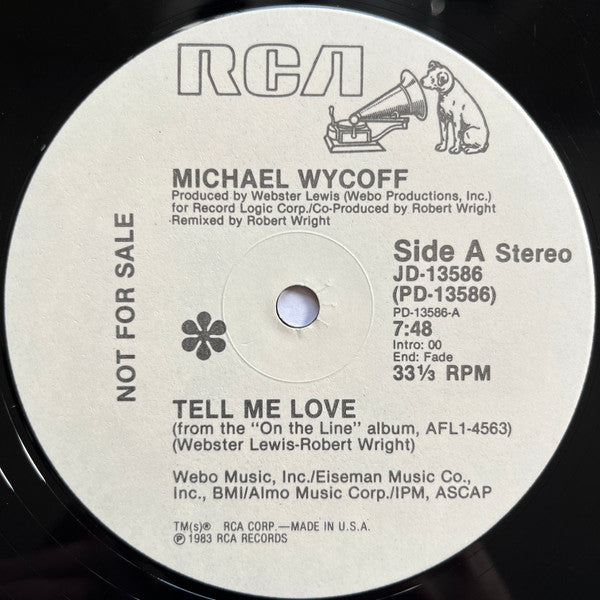 RCA
MICHAEL WYCOFF
Produced by Webster Lewis (Webo Productions, Inc.)
for Record Logic Corp./Co-Produced by Robert Wright
Remixed by Robert Wright
NOT FOR SALE
Side A Stereo
JD-13586
(PD-13586)
PD-13586-A
7:48
Intro: 00
End: Fade
33⅓ RPM
TELL ME LOVE
(from the "On the Line" album, AFL1-4563)
(Webster Lewis-Robert Wright)
Webo Music, Inc./Eiseman Music Co.,
Inc., BMI/Almo Music Corp./IPM, ASCAP
TM(s)® RCA CORP.—MADE IN U.S.A.
℗ 1983 RCA RECORDS